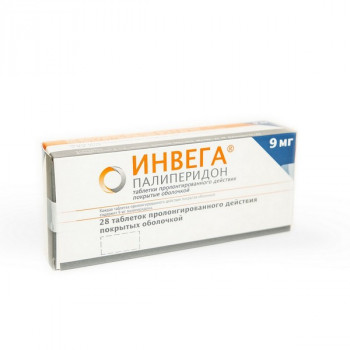 ИНВЕГА®
ПАЛИПЕРИДОН
таблетки пролонгированного действия
покрытые оболочкой
9 мг
28 таблеток пролонгированного действия
покрытых оболочкой